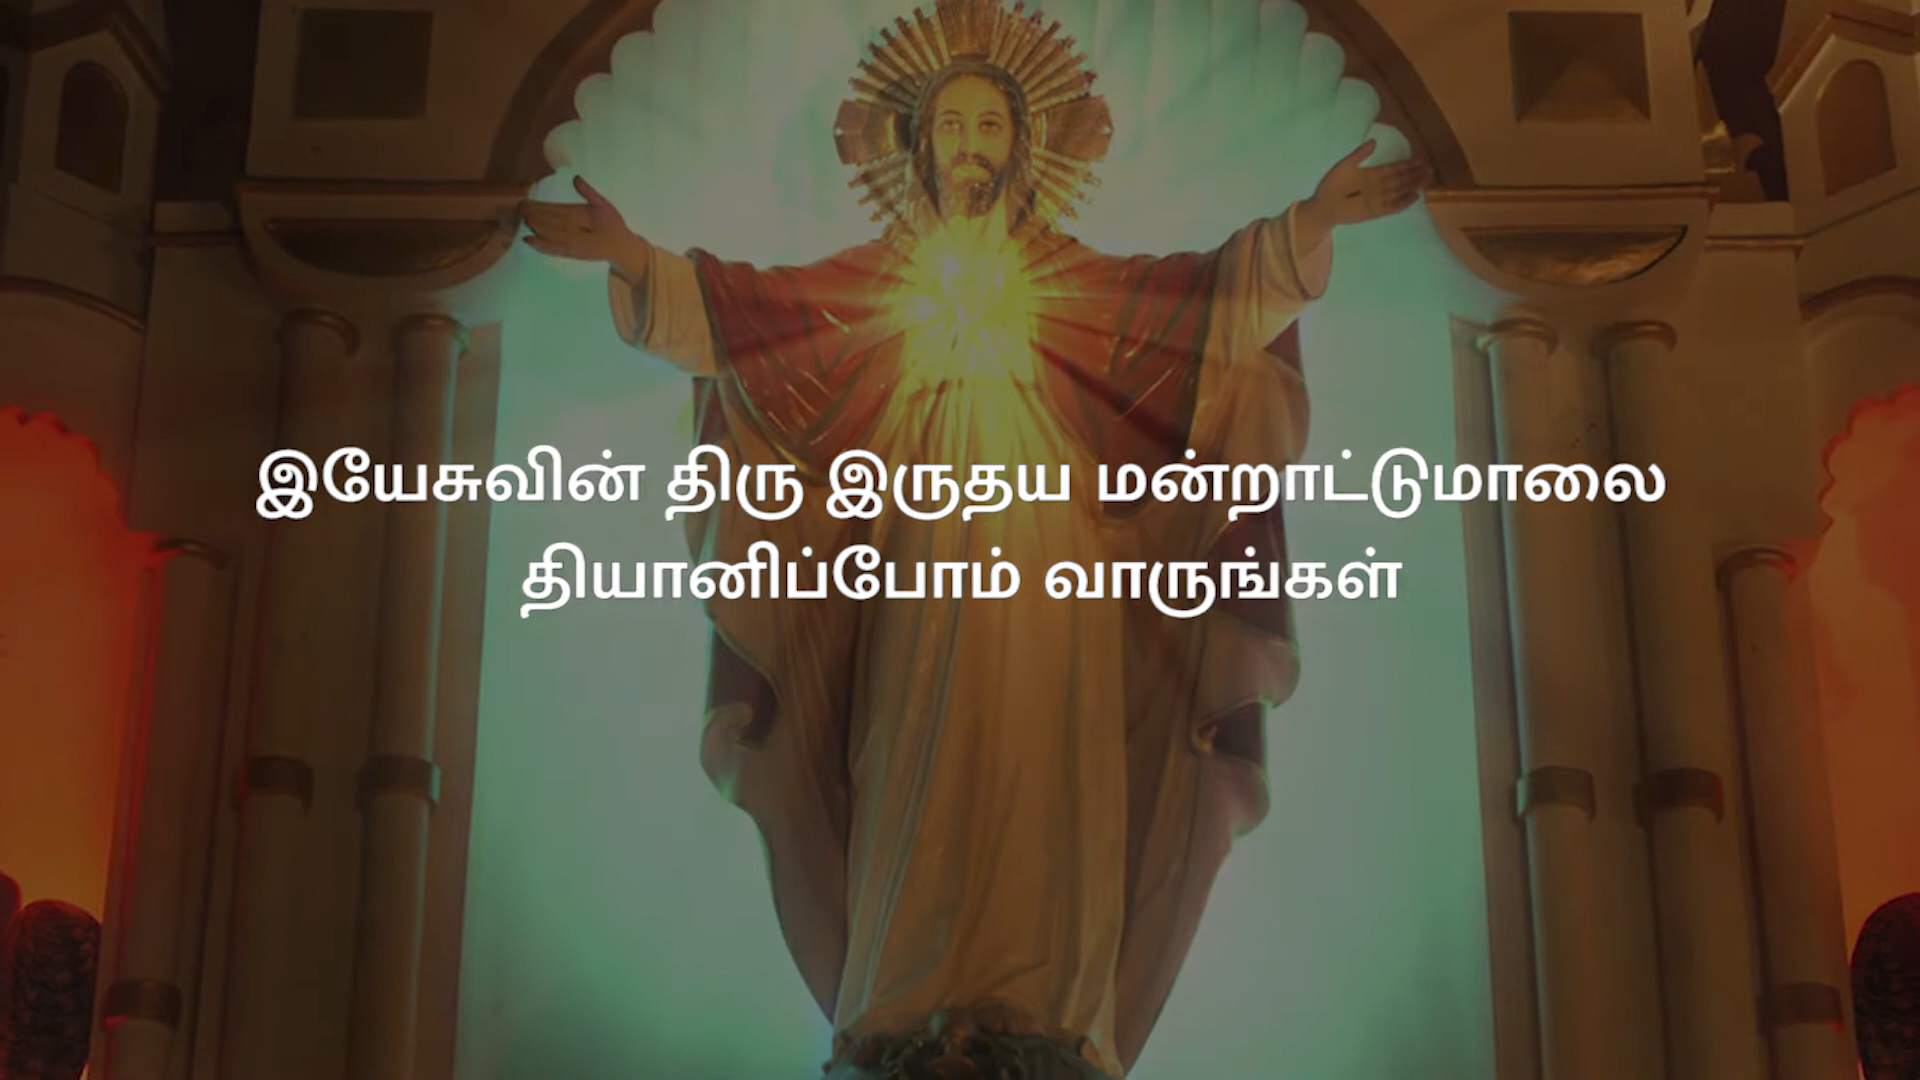 இயேசுவின் திரு இருதய மன்றாட்டுமாலை
தியானிப்போம் வாருங்கள்